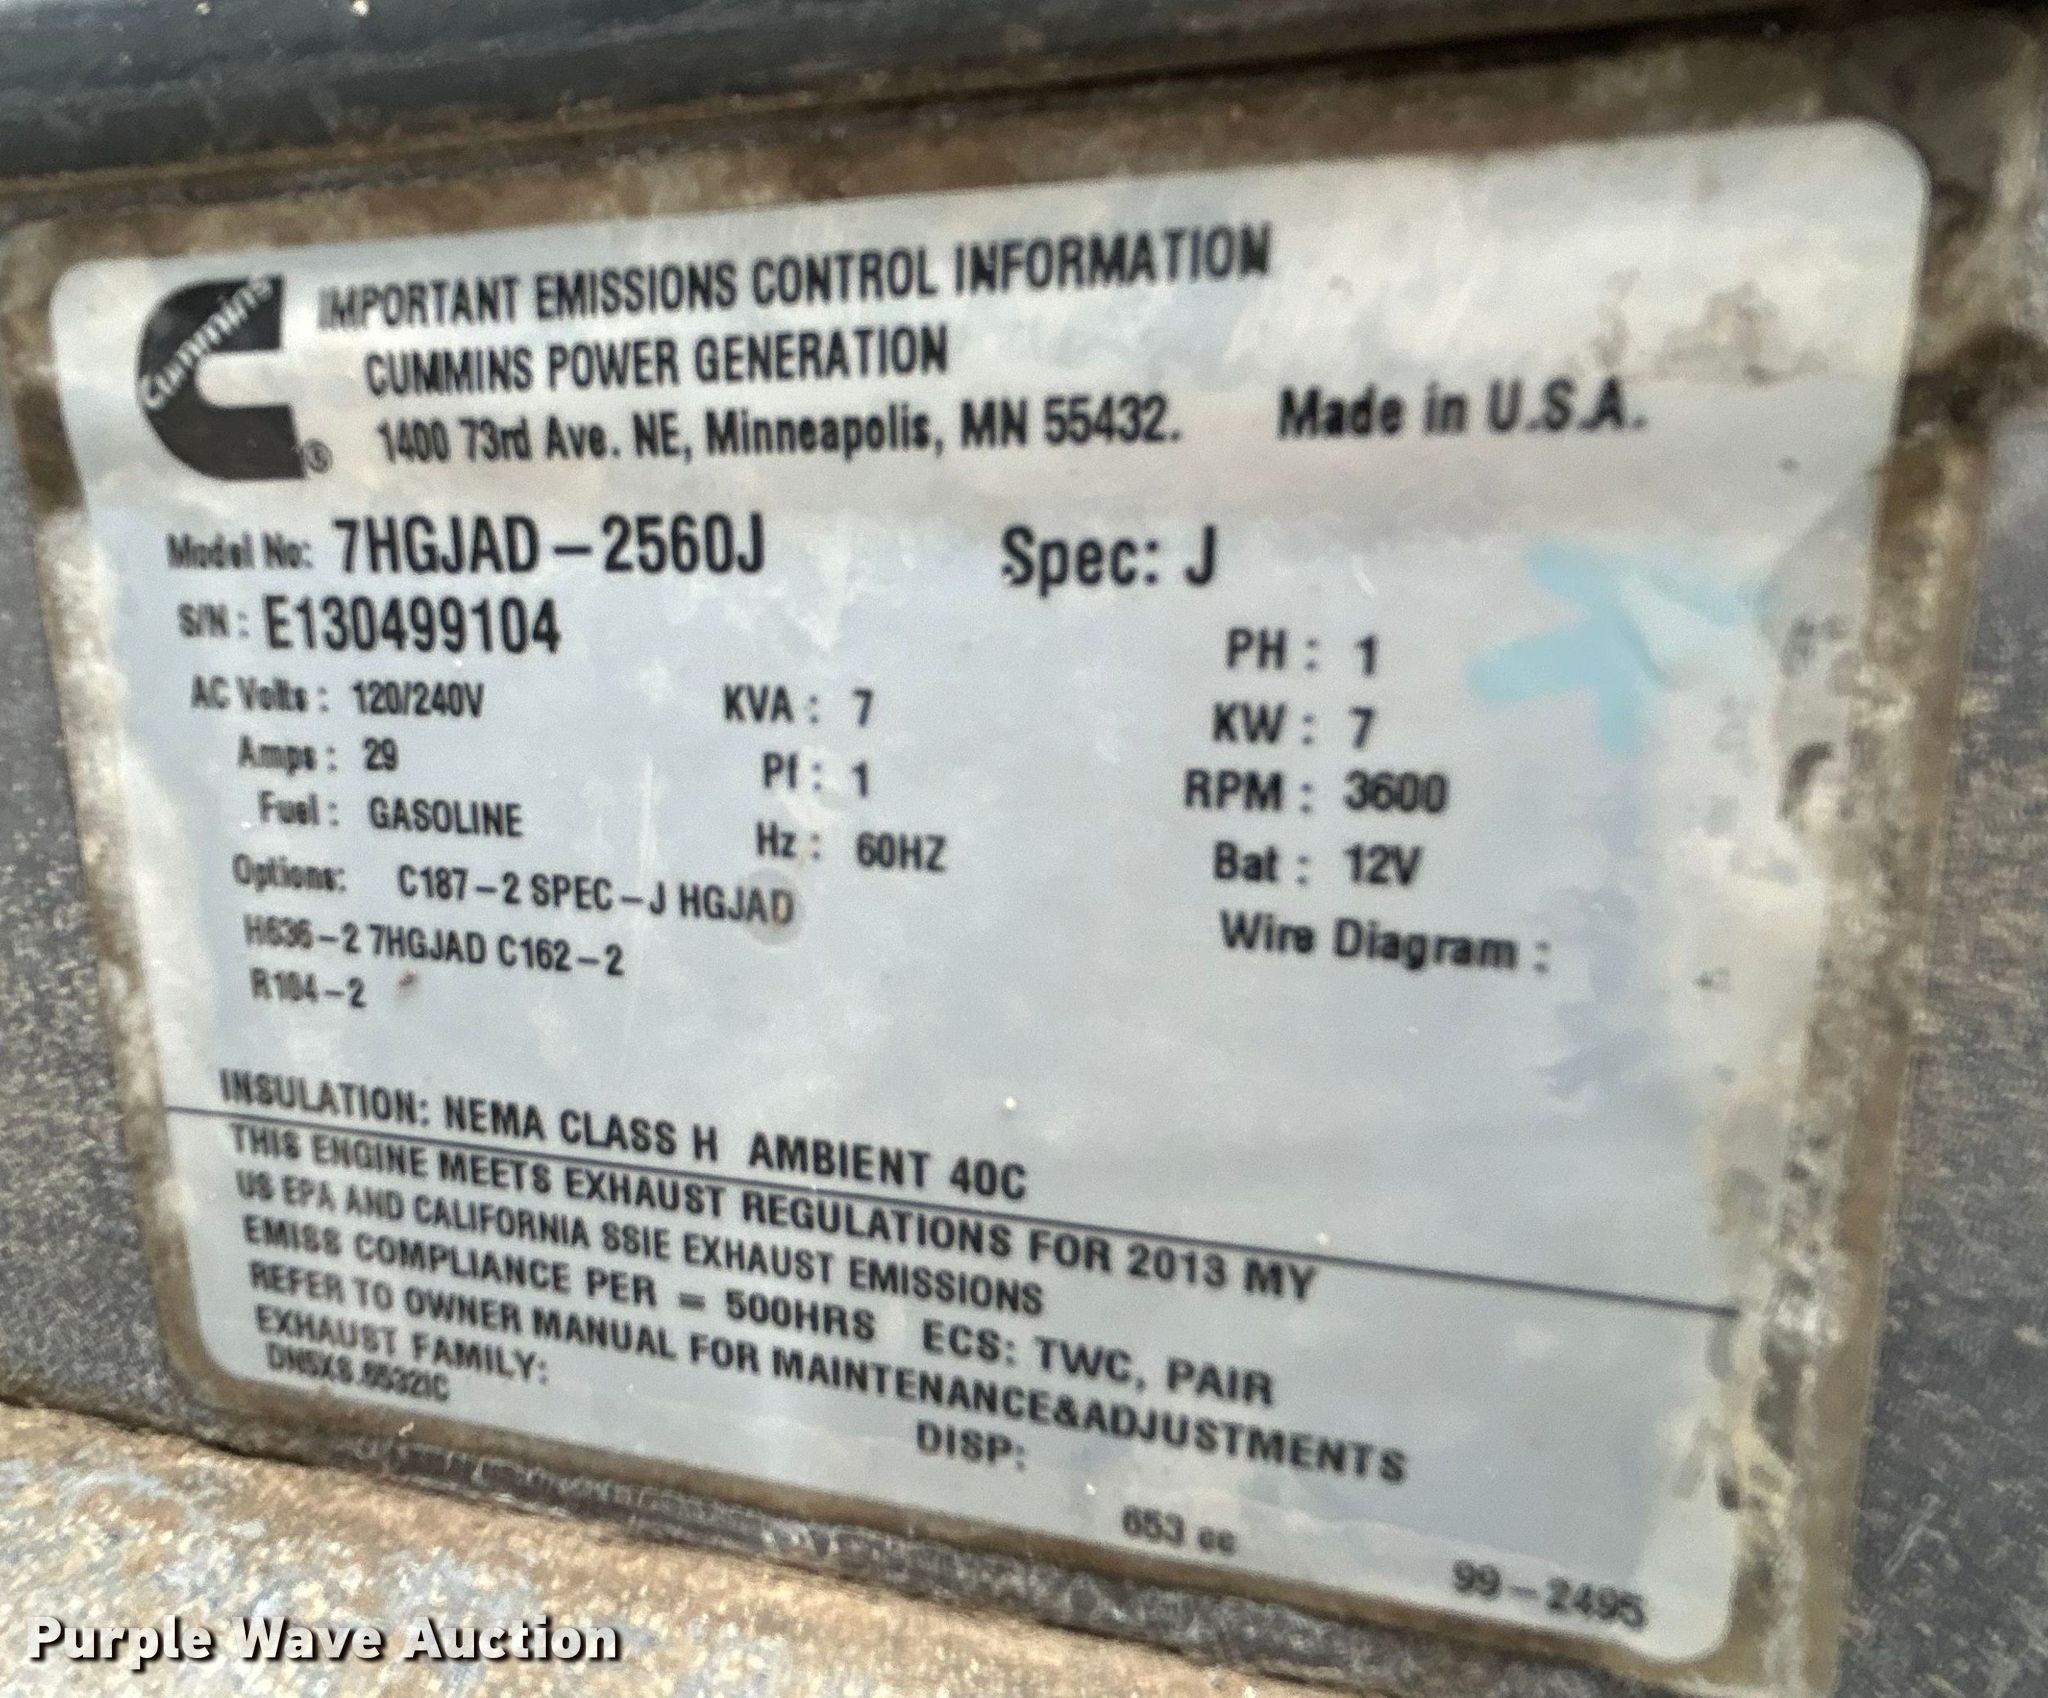 Cummins
®
IMPORTANT EMISSIONS CONTROL INFORMATION
CUMMINS POWER GENERATION
1400 73rd Ave. NE, Minneapolis, MN 55432. Made in U.S.A.
Model No: 7HGJAD-2560J Spec: J
S/N: E130499104
PH: 1
AC Volts: 120/240V KVA: 7 KW: 7
Amps: 29 Pf: 1 RPM: 3600
Fuel: GASOLINE Hz: 60HZ Bat: 12V
Options: C187-2 SPEC-J HGJAD
H636-2 7HGJAD C162-2 Wire Diagram:
R104-2
INSULATION: NEMA CLASS H AMBIENT 40C
THIS ENGINE MEETS EXHAUST REGULATIONS FOR 2013 MY
US EPA AND CALIFORNIA SSIE EXHAUST EMISSIONS
EMISS COMPLIANCE PER = 500HRS ECS: TWC, PAIR
REFER TO OWNER MANUAL FOR MAINTENANCE&ADJUSTMENTS
EXHAUST FAMILY: DISP:
653 cc
99-2495
Purple Wave Auction